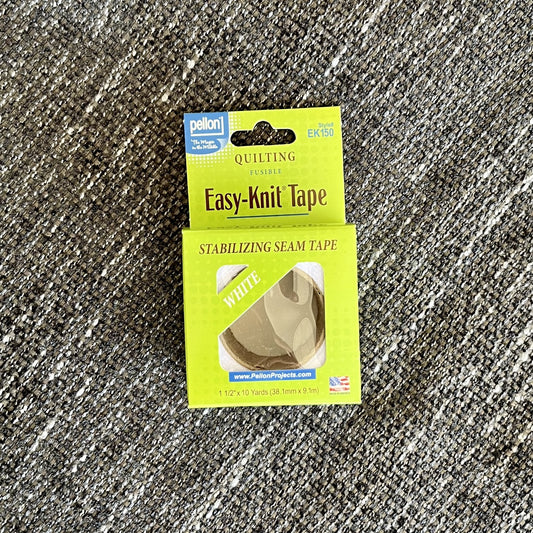 pellon
"The Magic
is in the Middle."
Style#
EK150
QUILTING
FUSIBLE
Easy-Knit® Tape
STABILIZING SEAM TAPE
WHITE
www.PellonProjects.com
1 1/2" x 10 Yards (38.1mm x 9.1m)